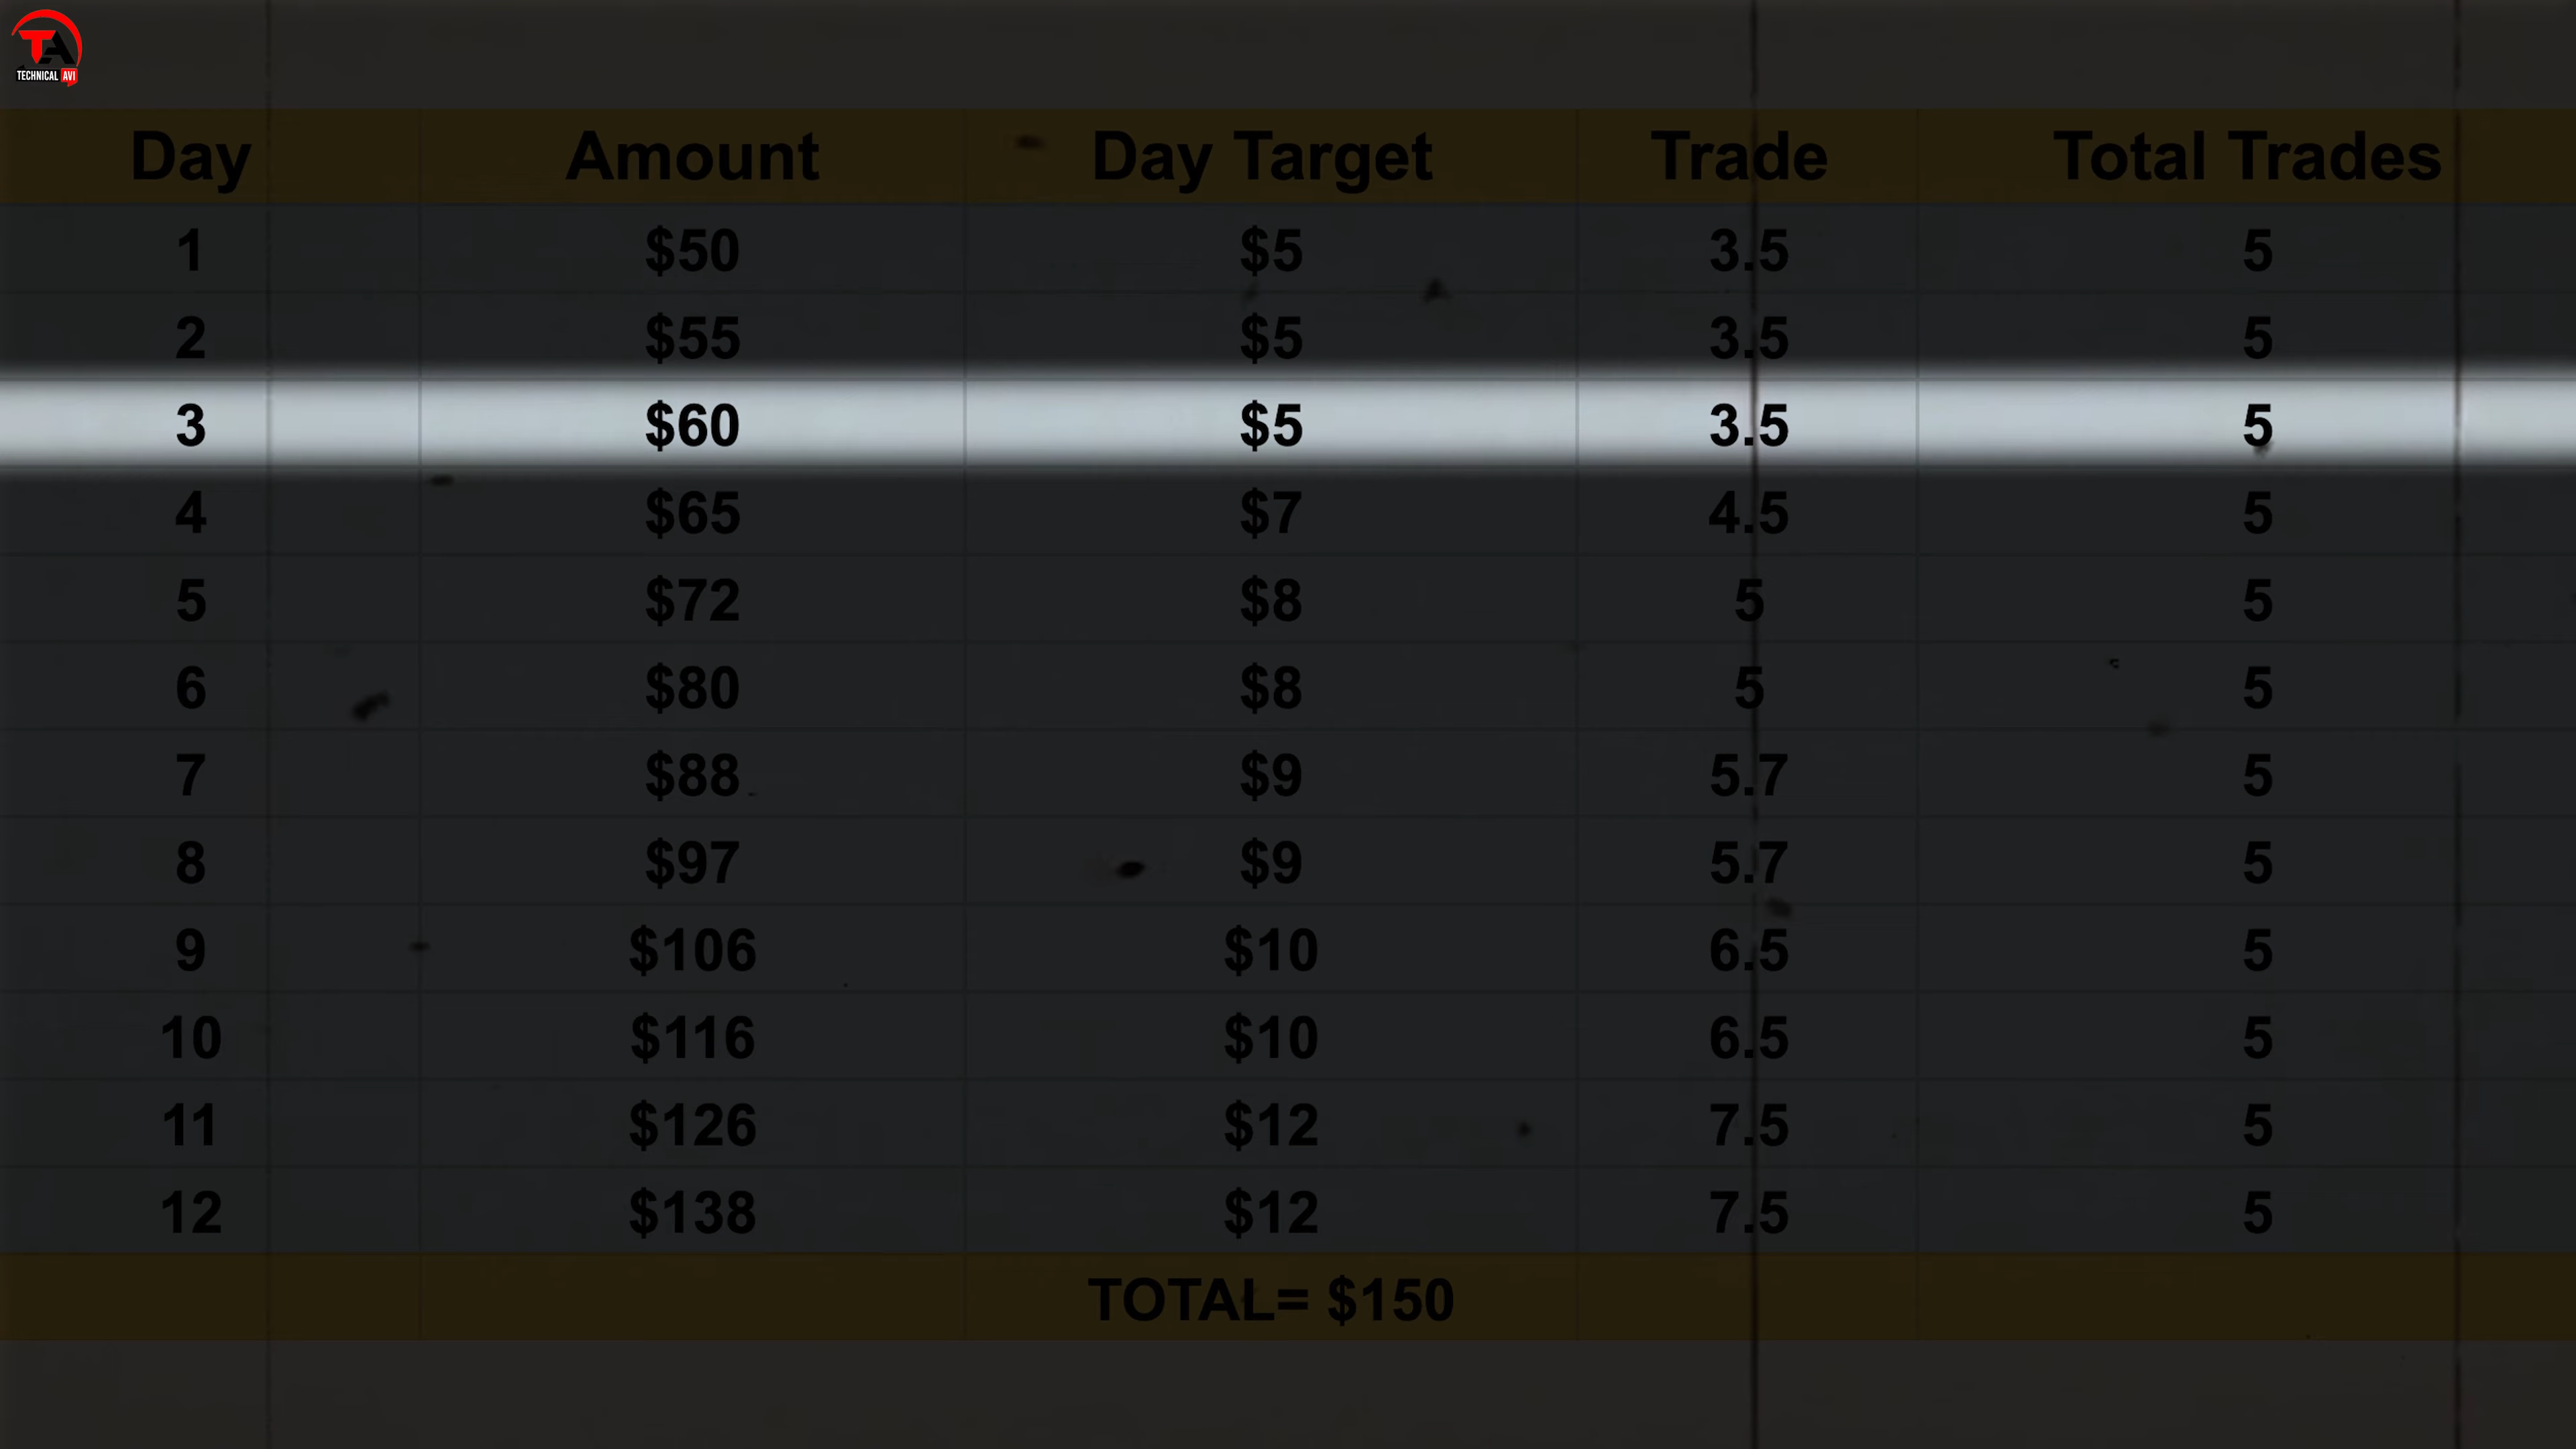 TA
TECHNICAL AVI
Day Amount Day Target Trade Total Trades
1 $50 $5 3.5 5
2 $55 $5 3.5 5
3 $60 $5 3.5 5
4 $65 $7 4.5 5
5 $72 $8 5 5
6 $80 $8 5 5
7 $88 $9 5.7 5
8 $97 $9 5.7 5
9 $106 $10 6.5 5
10 $116 $10 6.5 5
11 $126 $12 7.5 5
12 $138 $12 7.5 5
TOTAL= $150